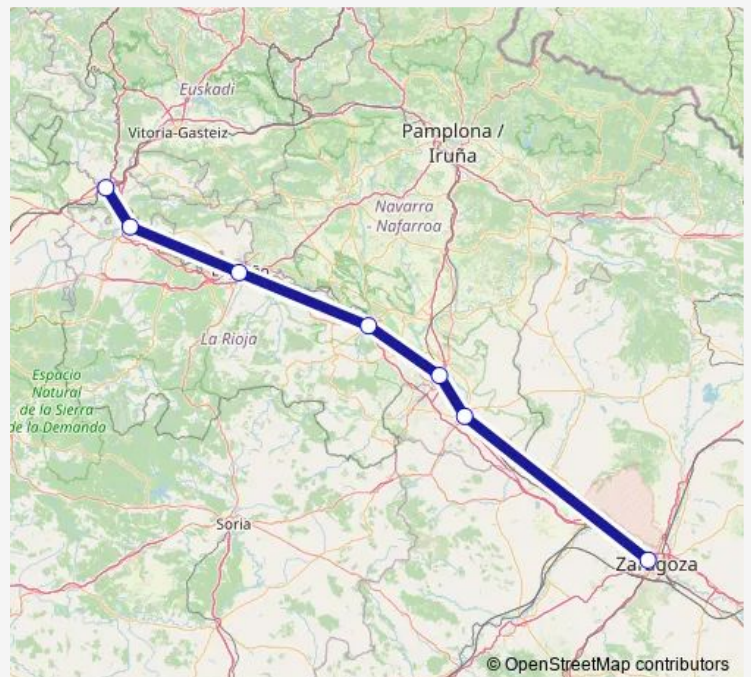 Euskadi
Vitoria-Gasteiz
Pamplona /
Iruña
Navarra
- Nafarroa
La Rioja
Espacio
Natural
de la Sierra
de la Demanda
Soria
Zaragoza
© OpenStreetMap contributors